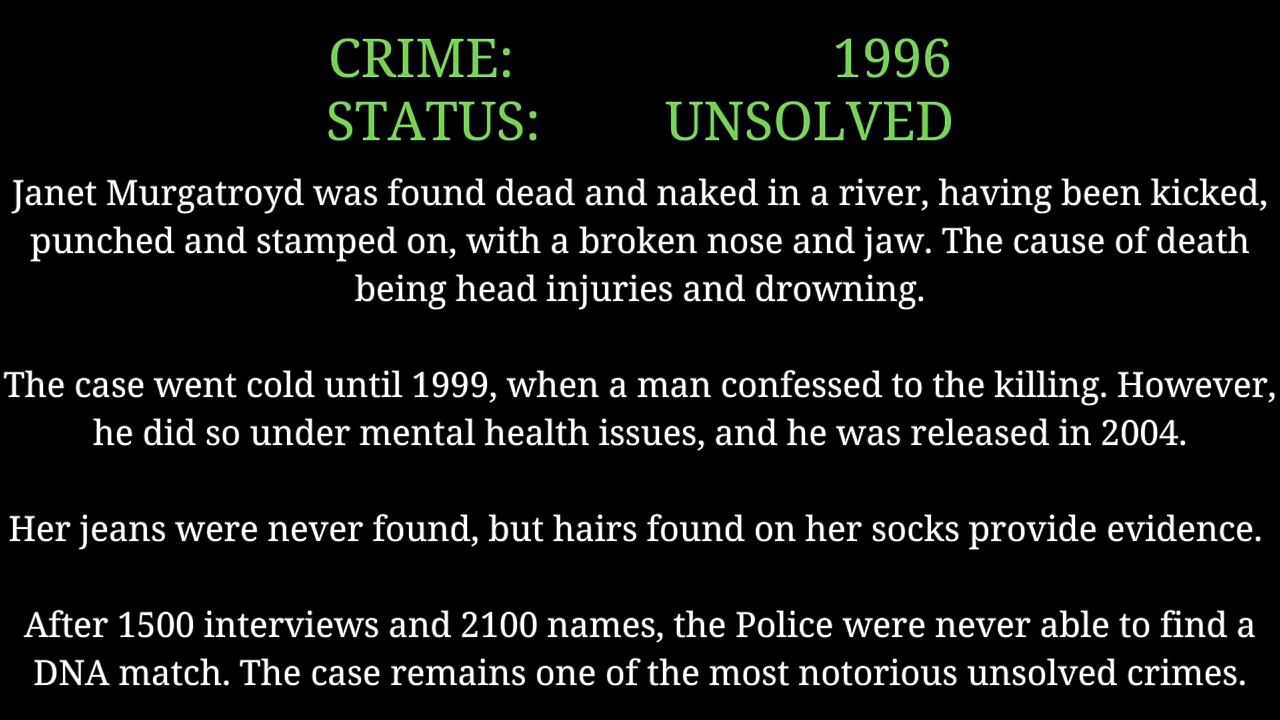 CRIME: 1996
STATUS: UNSOLVED
Janet Murgatroyd was found dead and naked in a river, having been kicked,
punched and stamped on, with a broken nose and jaw. The cause of death
being head injuries and drowning.
The case went cold until 1999, when a man confessed to the killing. However,
he did so under mental health issues, and he was released in 2004.
Her jeans were never found, but hairs found on her socks provide evidence.
After 1500 interviews and 2100 names, the Police were never able to find a
DNA match. The case remains one of the most notorious unsolved crimes.